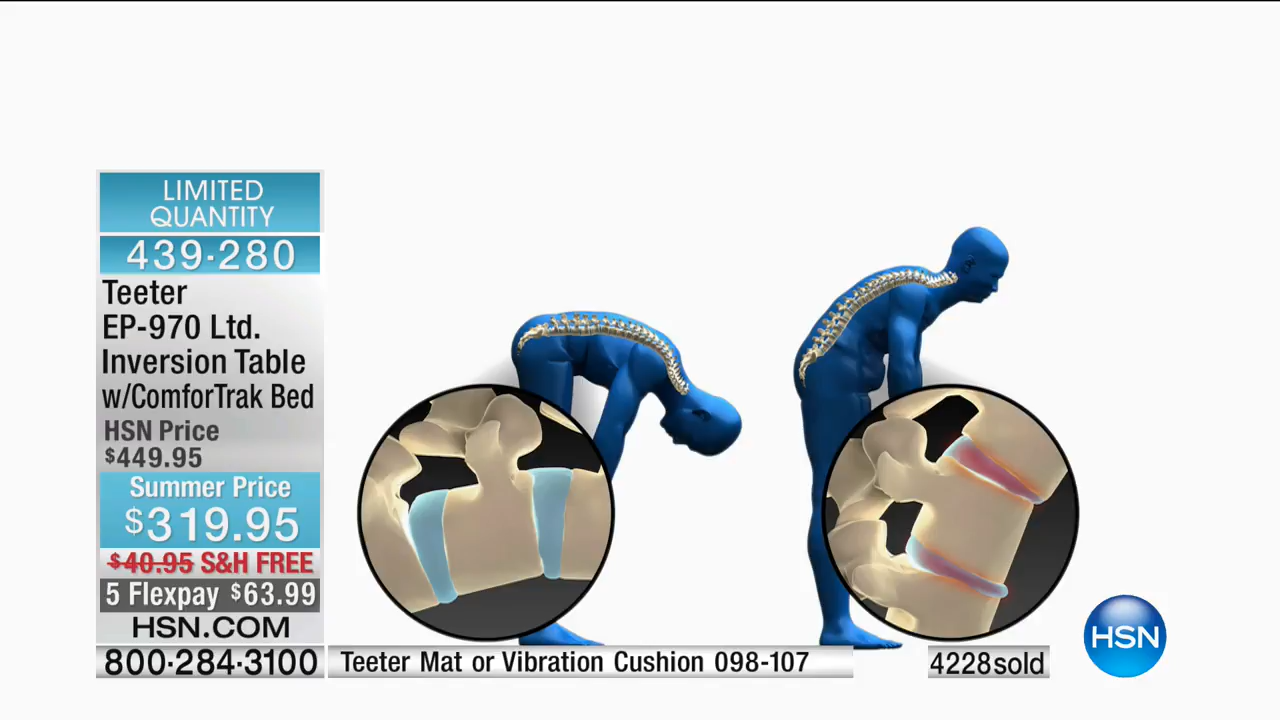 LIMITED
QUANTITY
439·280
Teeter
EP-970 Ltd.
Inversion Table
w/ComforTrak Bed
HSN Price
$449.95
Summer Price
$319.95
$40.95 S&H FREE
5 Flexpay $63.99
HSN.COM
800·284·3100
Teeter Mat or Vibration Cushion 098-107
4228sold
HSN